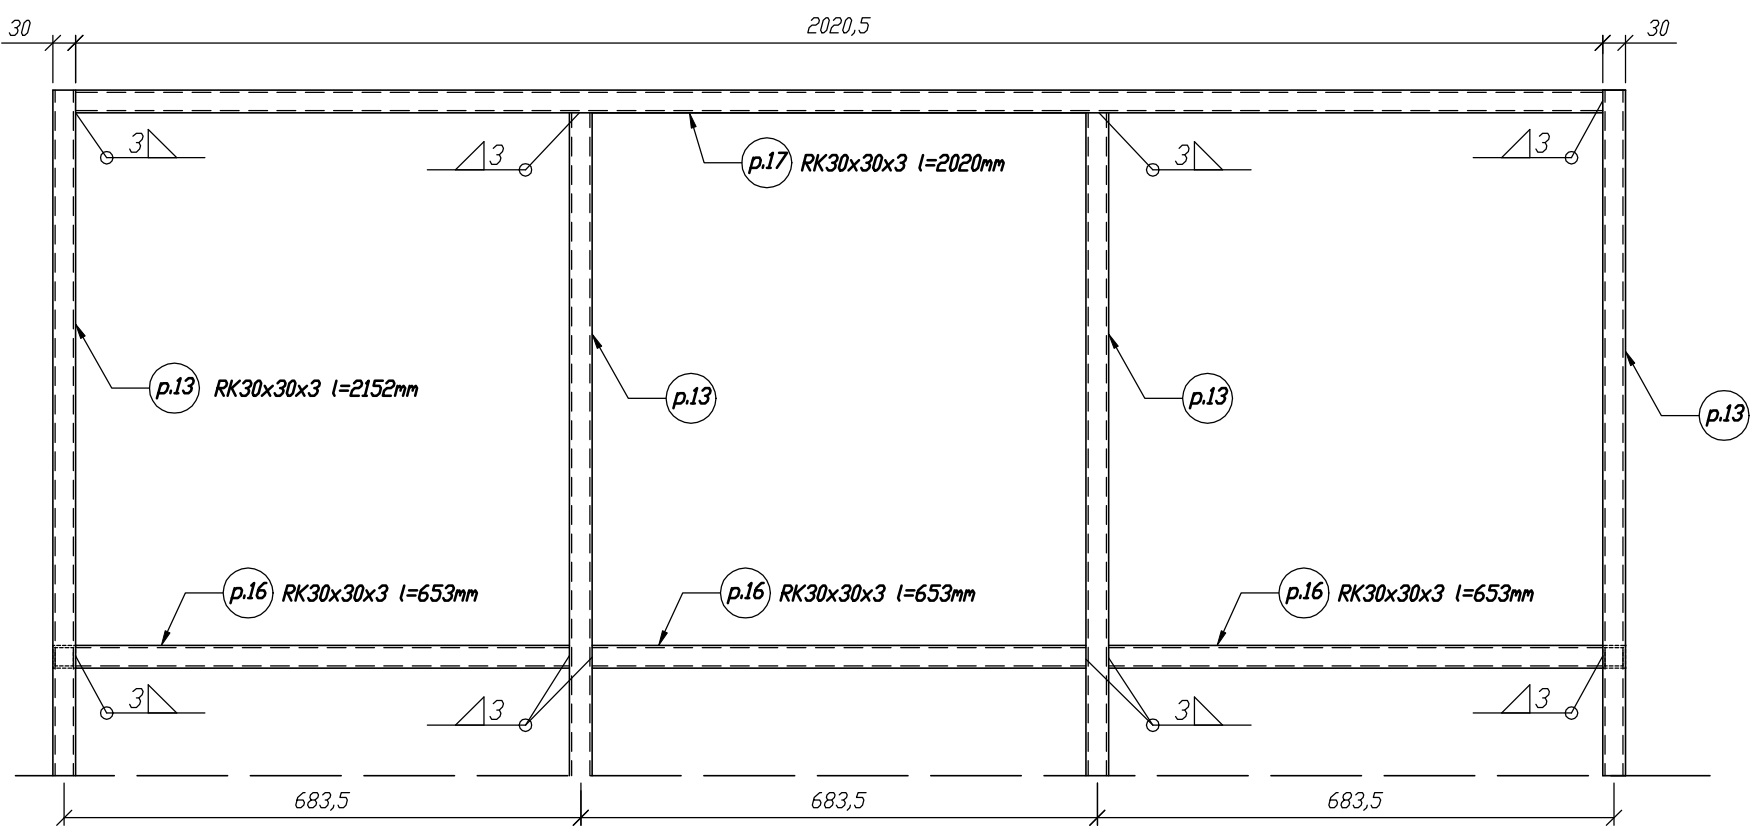 30 2020,5 30
3 3 p.17 RK30x30x3 l=2020mm 3 3
p.13 RK30x30x3 l=2152mm p.13 p.13 p.13
p.16 RK30x30x3 l=653mm p.16 RK30x30x3 l=653mm p.16 RK30x30x3 l=653mm
3 3 3 3
683,5 683,5 683,5